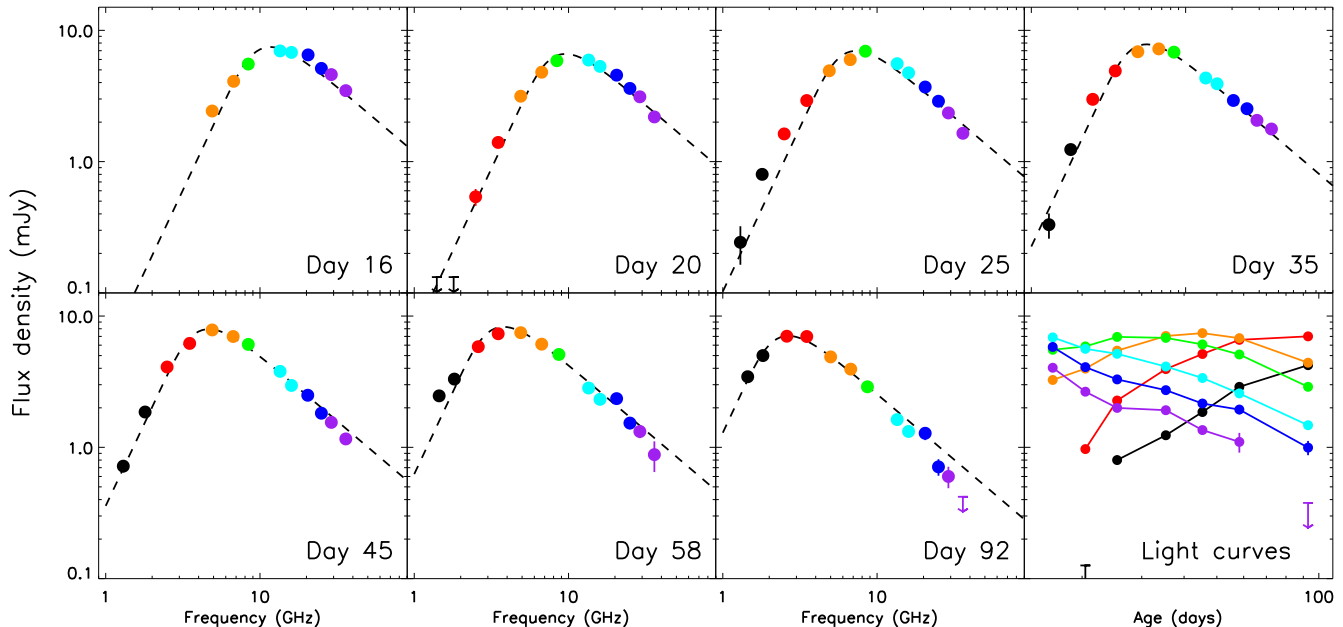 10.0
1.0
0.1
Day 16
Day 20
Day 25
Day 35
Flux density (mJy)
10.0
1.0
0.1
Day 45
Day 58
Day 92
Light curves
1 10
1 10
1 10
10 100
Frequency (GHz)
Frequency (GHz)
Frequency (GHz)
Age (days)